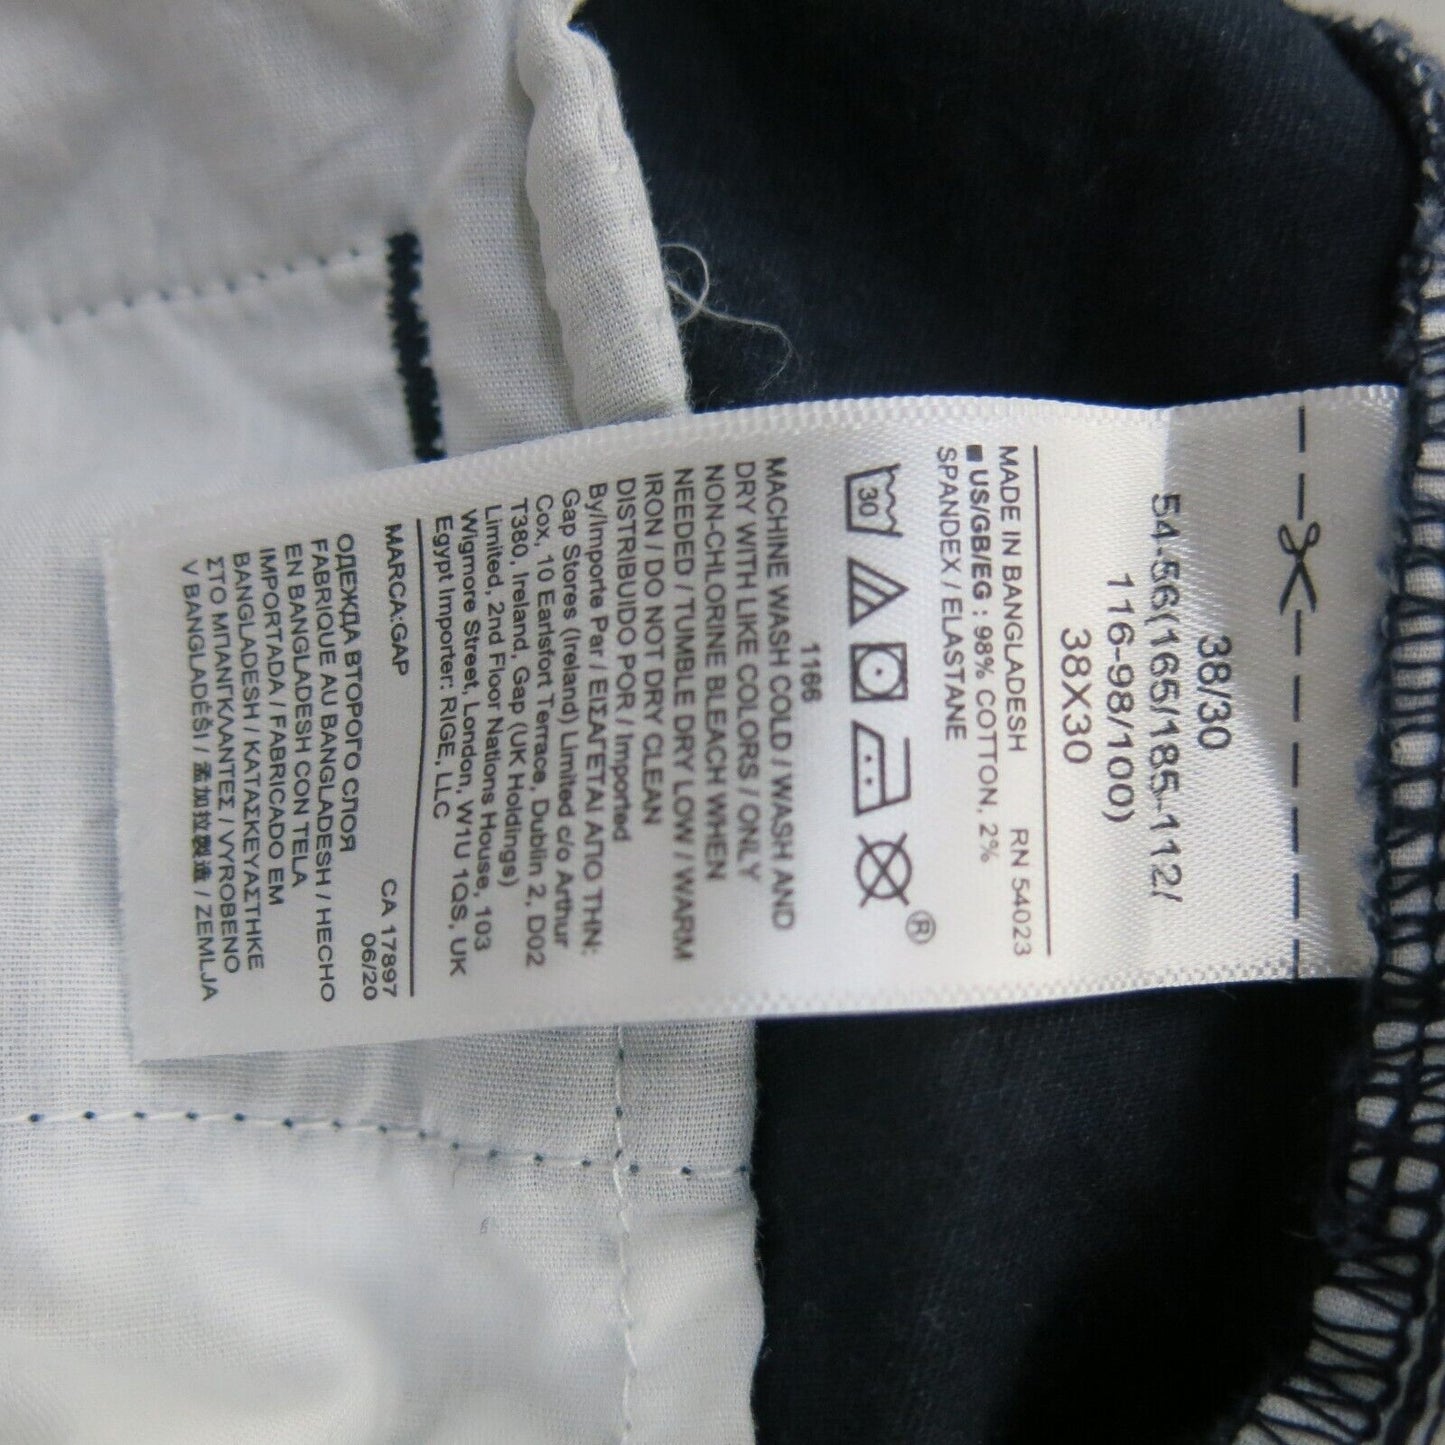 38/30
54-56(165/185-112/
116-98/100)
38X30
MADE IN BANGLADESH RN 54023
■ US/GB/EG : 98% COTTON, 2%
SPANDEX / ELASTANE
30
®
1166
MACHINE WASH COLD / WASH AND
DRY WITH LIKE COLORS / ONLY
NON-CHLORINE BLEACH WHEN
NEEDED / TUMBLE DRY LOW / WARM
IRON / DO NOT DRY CLEAN
DISTRIBUIDO POR / Imported
By/Importe Par / ΕΙΣΑΓΕΤΑΙ ΑΠΟ ΤΗΝ:
Gap Stores (Ireland) Limited c/o Arthur
Cox, 10 Earlsfort Terrace, Dublin 2, D02
T380, Ireland, Gap (UK Holdings)
Limited, 2nd Floor Nations House, 103
Wigmore Street, London, W1U 1QS, UK
Egypt Importer: RIGE, LLC
MARCA:GAP CA 17897
06/20
ОДЕЖДА ВТОРОГО СЛОЯ
FABRIQUE AU BANGLADESH / HECHO
EN BANGLADESH CON TELA
IMPORTADA / FABRICADO EM
BANGLADESH / ΚΑΤΑΣΚΕΥΑΣΤΗΚΕ
ΣΤΟ ΜΠΑΝΓΚΛΑΝΤΕΣ / VYROBENO
V BANGLADÉŠI / 孟加拉製造 / ZEMLJA